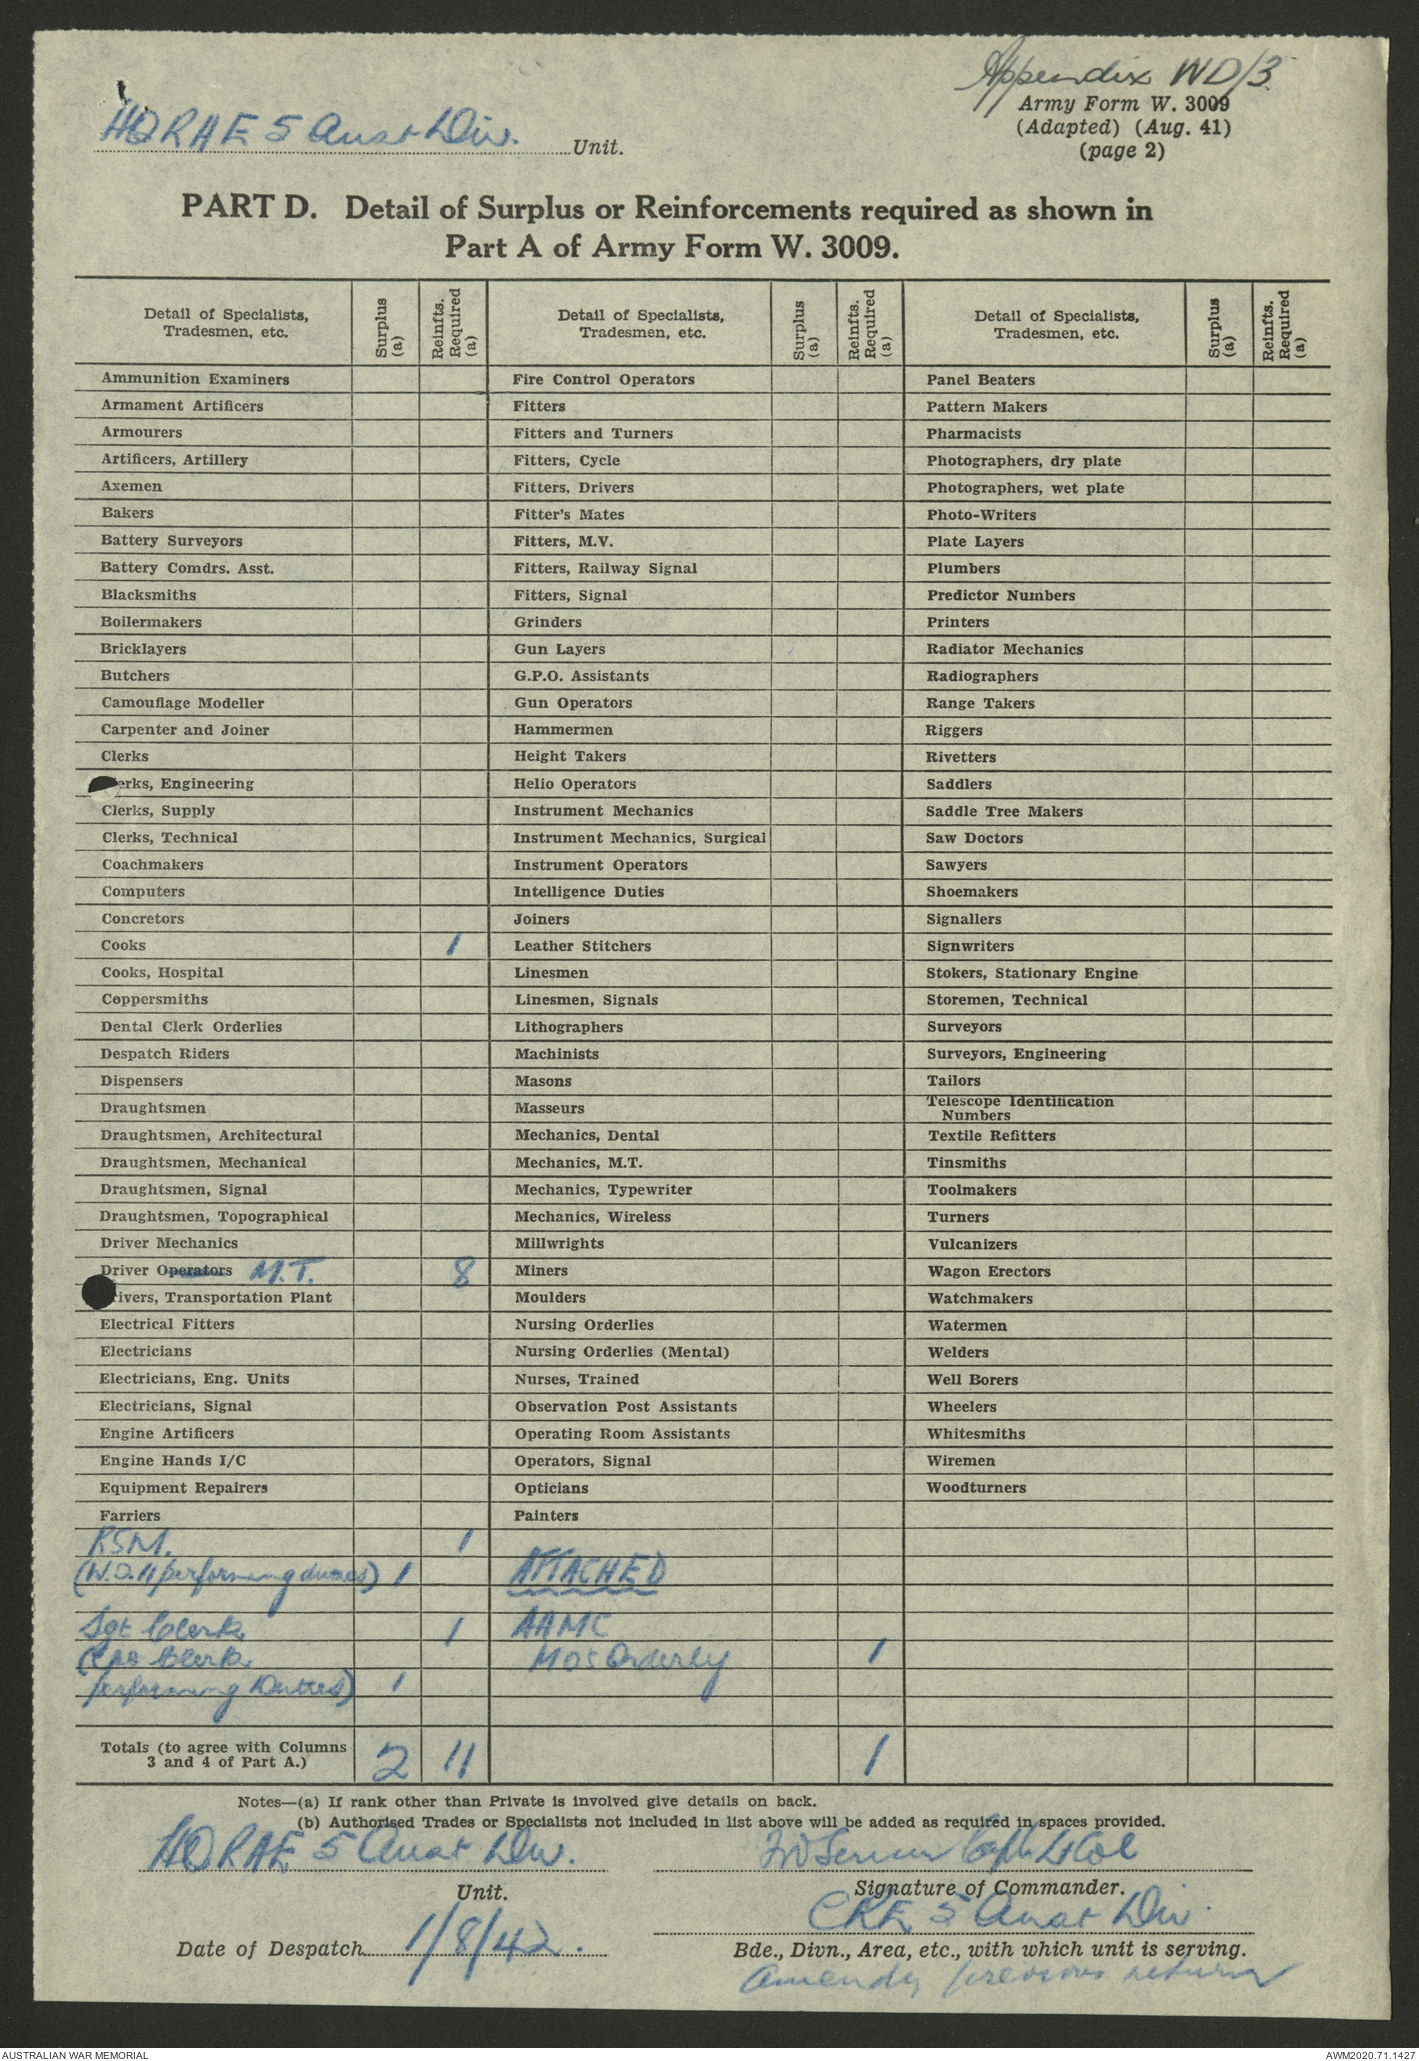 Appendix WD/3
HQ RAE 5 Aust Div. Unit.
Army Form W. 3009
(Adapted) (Aug. 41)
(page 2)
PART D. Detail of Surplus or Reinforcements required as shown in
Part A of Army Form W. 3009.
Detail of Specialists, Tradesmen, etc. Surplus (a) Reinfts. Required (a) Detail of Specialists, Tradesmen, etc. Surplus (a) Reinfts. Required (a) Detail of Specialists, Tradesmen, etc. Surplus (a) Reinfts. Required (a)
Ammunition Examiners Fire Control Operators Panel Beaters
Armament Artificers Fitters Pattern Makers
Armourers Fitters and Turners Pharmacists
Artificers, Artillery Fitters, Cycle Photographers, dry plate
Axemen Fitters, Drivers Photographers, wet plate
Bakers Fitter's Mates Photo-Writers
Battery Surveyors Fitters, M.V. Plate Layers
Battery Comdrs. Asst. Fitters, Railway Signal Plumbers
Blacksmiths Fitters, Signal Predictor Numbers
Boilermakers Grinders Printers
Bricklayers Gun Layers Radiator Mechanics
Butchers G.P.O. Assistants Radiographers
Camouflage Modeller Gun Operators Range Takers
Carpenter and Joiner Hammermen Riggers
Clerks Height Takers Rivetters
erks, Engineering Helio Operators Saddlers
Clerks, Supply Instrument Mechanics Saddle Tree Makers
Clerks, Technical Instrument Mechanics, Surgical Saw Doctors
Coachmakers Instrument Operators Sawyers
Computers Intelligence Duties Shoemakers
Concretors Joiners Signallers
Cooks 1 Leather Stitchers Signwriters
Cooks, Hospital Linesmen Stokers, Stationary Engine
Coppersmiths Linesmen, Signals Storemen, Technical
Dental Clerk Orderlies Lithographers Surveyors
Despatch Riders Machinists Surveyors, Engineering
Dispensers Masons Tailors
Draughtsmen Masseurs Telescope Identification Numbers
Draughtsmen, Architectural Mechanics, Dental Textile Refitters
Draughtsmen, Mechanical Mechanics, M.T. Tinsmiths
Draughtsmen, Signal Mechanics, Typewriter Toolmakers
Draughtsmen, Topographical Mechanics, Wireless Turners
Driver Mechanics Millwrights Vulcanizers
Driver Operators M.T. 8 Miners Wagon Erectors
ivers, Transportation Plant Moulders Watchmakers
Electrical Fitters Nursing Orderlies Watermen
Electricians Nursing Orderlies (Mental) Welders
Electricians, Eng. Units Nurses, Trained Well Borers
Electricians, Signal Observation Post Assistants Wheelers
Engine Artificers Operating Room Assistants Whitesmiths
Engine Hands I/C Operators, Signal Wiremen
Equipment Repairers Opticians Woodturners
Farriers Painters
RSM. 1
(W.O. 11 performing duties) 1 ATTACHED
Sgt Clerk 1 AAMC
(Cpl Clerk MOs Orderly 1
performing Duties) 1
Totals (to agree with Columns 3 and 4 of Part A.) 2 11 1
Notes—(a) If rank other than Private is involved give details on back.
(b) Authorised Trades or Specialists not included in list above will be added as required in spaces provided.
HQ RAE 5 Aust Div. Lt Col
Unit. Signature of Commander.
CRE 5 Aust Div.
Date of Despatch 1/8/42. Bde., Divn., Area, etc., with which unit is serving.
Amends previous return
AUSTRALIAN WAR MEMORIAL AWM2020.71.1427